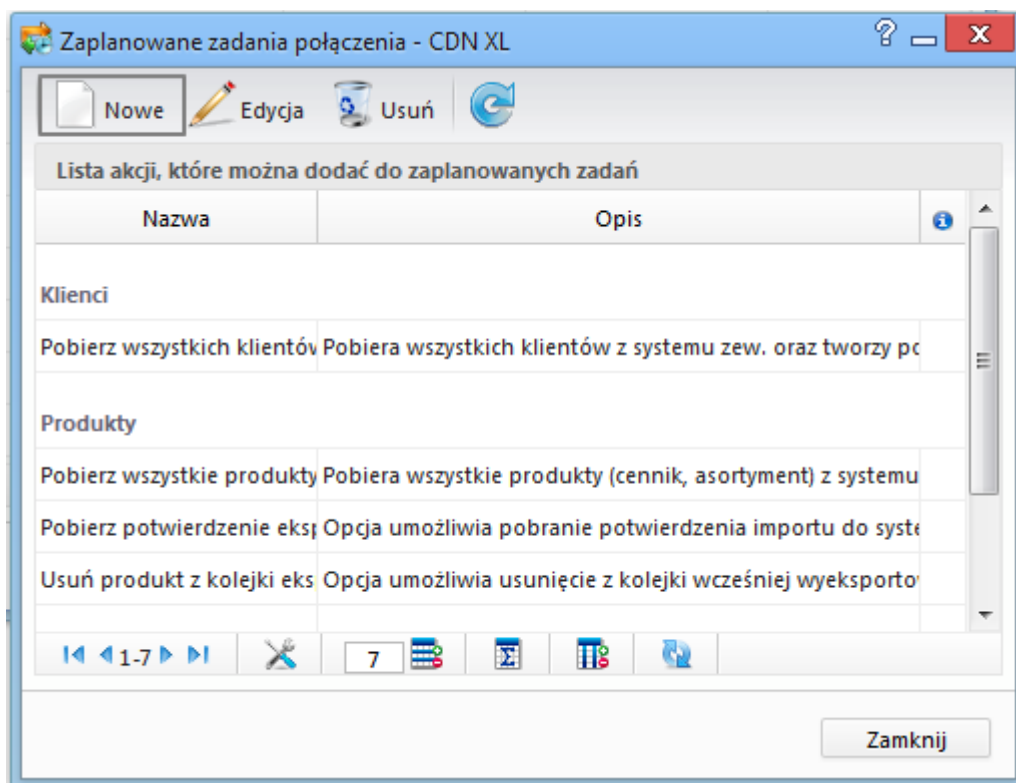 Zaplanowane zadania połączenia - CDN XL
Nowe Edycja Usuń
Lista akcji, które można dodać do zaplanowanych zadań
Nazwa Opis
Klienci
Pobierz wszystkich klientów Pobiera wszystkich klientów z systemu zew. oraz tworzy po
Produkty
Pobierz wszystkie produkty Pobiera wszystkie produkty (cennik, asortyment) z systemu
Pobierz potwierdzenie eksp Opcja umożliwia pobranie potwierdzenia importu do syste
Usuń produkt z kolejki eks Opcja umożliwia usunięcie z kolejki wcześniej wyeksporto
1-7 7
Zamknij